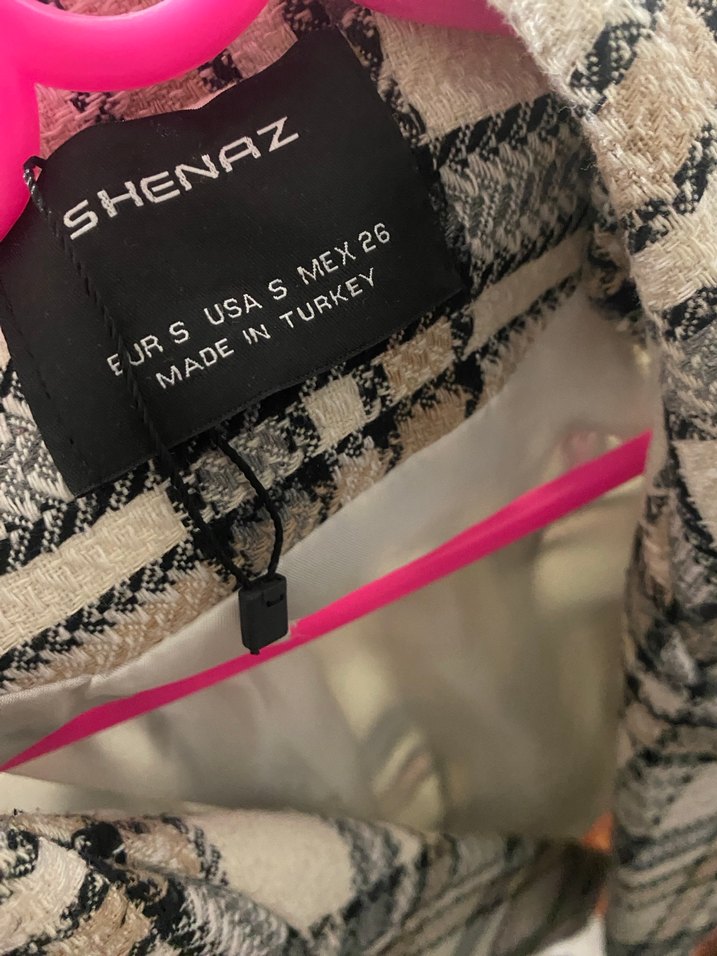 SHENAZ
EUR S USA S MEX 26
MADE IN TURKEY